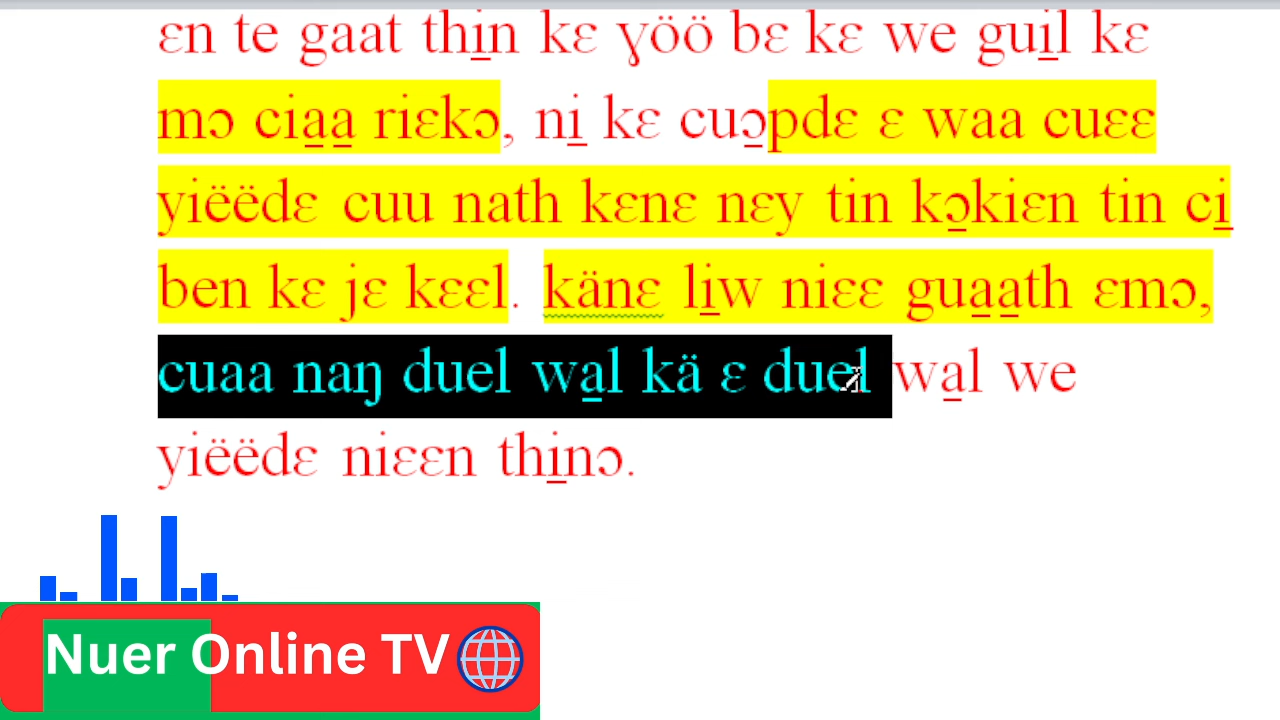 ɛn te gaat thi̱n kɛ ɣöö bɛ kɛ we gui̱l kɛ
mɔ cia̱a̱ riɛkɔ, ni̱ kɛ cuɔ̱pdɛ ɛ waa cuɛɛ
yiëëdɛ cuu nath kɛnɛ nɛy tin kɔ̱kiɛn tin ci̱
ben kɛ jɛ kɛɛl. känɛ li̱w niɛɛ gua̱a̱th ɛmɔ,
cuaa naŋ duel wa̱l kä ɛ duel wa̱l we
yiëëdɛ niɛɛn thi̱nɔ.
Nuer Online TV